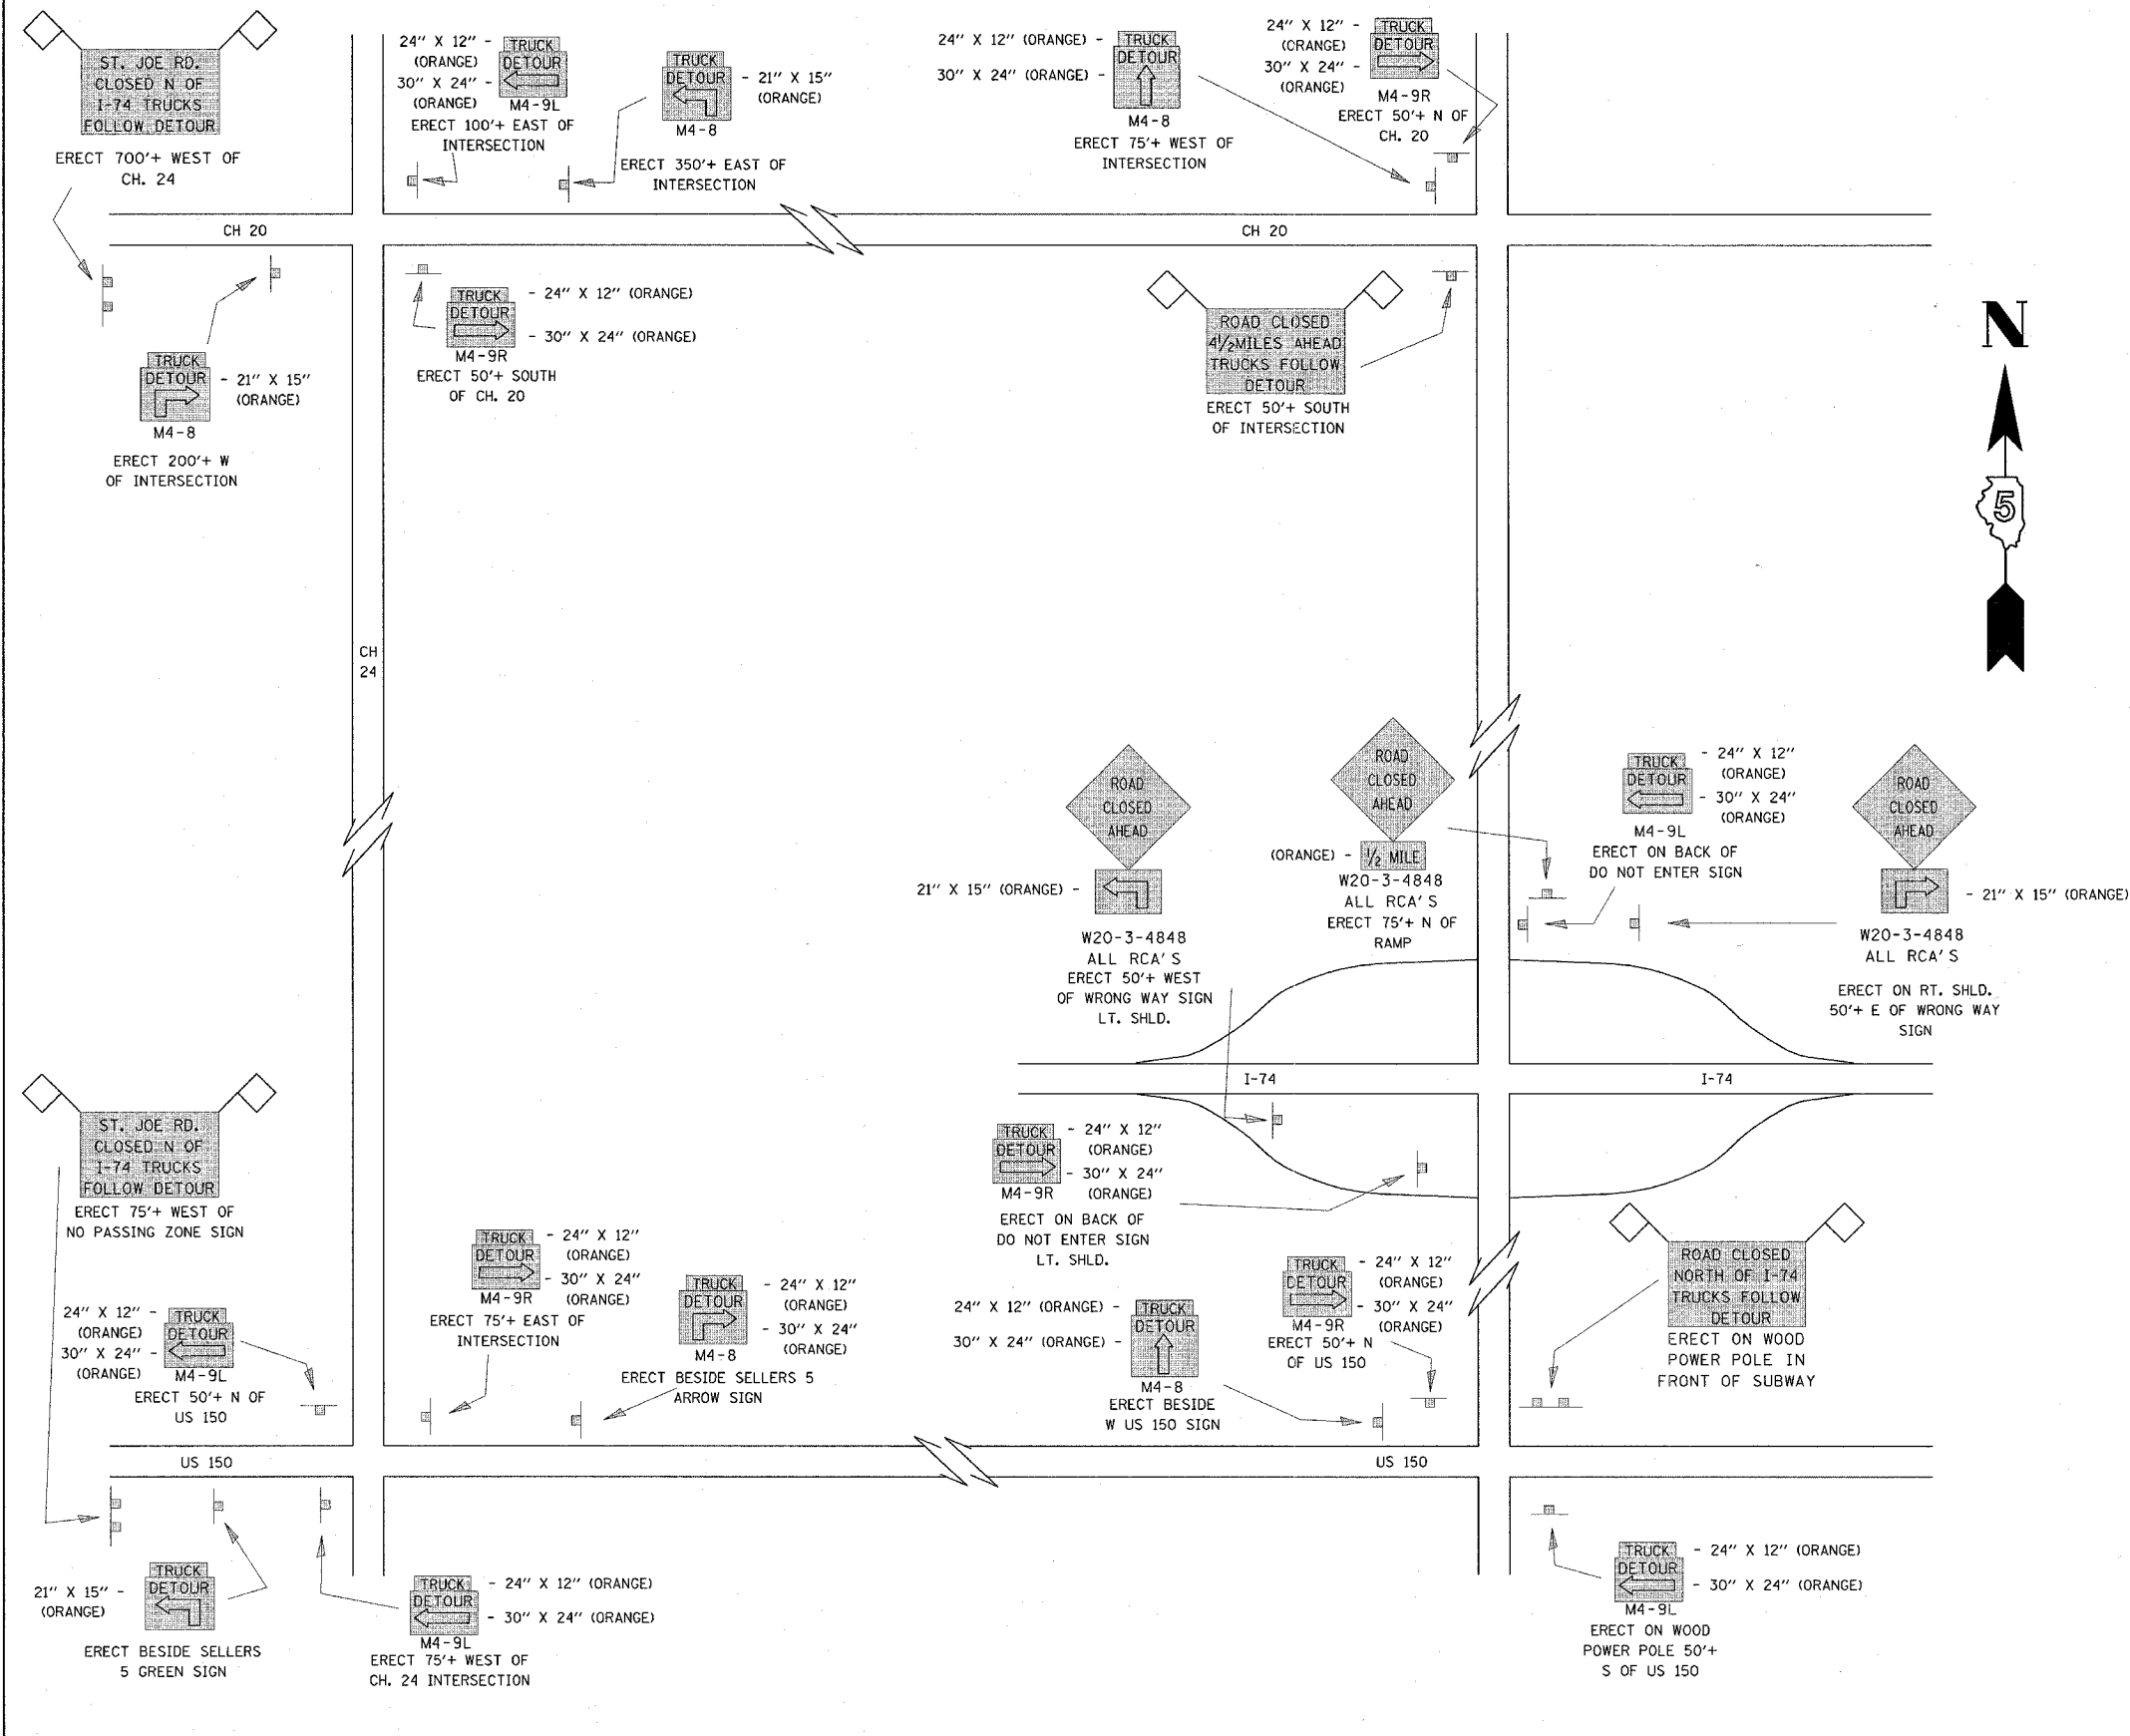 ST. JOE RD.
CLOSED N OF
I-74 TRUCKS
FOLLOW DETOUR
ERECT 700'+ WEST OF
CH. 24
24" X 12" -
(ORANGE)
30" X 24" -
(ORANGE)
TRUCK
DETOUR
M4-9L
ERECT 100'+ EAST OF
INTERSECTION
TRUCK
DETOUR
- 21" X 15"
(ORANGE)
M4-8
ERECT 350'+ EAST OF
INTERSECTION
24" X 12" (ORANGE) -
30" X 24" (ORANGE) -
TRUCK
DETOUR
M4-8
ERECT 75'+ WEST OF
INTERSECTION
24" X 12" -
(ORANGE)
30" X 24" -
(ORANGE)
TRUCK
DETOUR
M4-9R
ERECT 50'+ N OF
CH. 20
CH 20
CH 20
TRUCK
DETOUR
- 21" X 15"
(ORANGE)
M4-8
ERECT 200'+ W
OF INTERSECTION
TRUCK
DETOUR
- 24" X 12" (ORANGE)
- 30" X 24" (ORANGE)
M4-9R
ERECT 50'+ SOUTH
OF CH. 20
ROAD CLOSED
4 1/2 MILES AHEAD
TRUCKS FOLLOW
DETOUR
ERECT 50'+ SOUTH
OF INTERSECTION
N
5
CH
24
ROAD
CLOSED
AHEAD
21" X 15" (ORANGE) -
W20-3-4848
ALL RCA'S
ERECT 50'+ WEST
OF WRONG WAY SIGN
LT. SHLD.
ROAD
CLOSED
AHEAD
(ORANGE) - 1/2 MILE
W20-3-4848
ALL RCA'S
ERECT 75'+ N OF
RAMP
TRUCK
DETOUR
- 24" X 12"
(ORANGE)
- 30" X 24"
(ORANGE)
M4-9L
ERECT ON BACK OF
DO NOT ENTER SIGN
ROAD
CLOSED
AHEAD
- 21" X 15" (ORANGE)
W20-3-4848
ALL RCA'S
ERECT ON RT. SHLD.
50'+ E OF WRONG WAY
SIGN
I-74
I-74
ST. JOE RD.
CLOSED N OF
I-74 TRUCKS
FOLLOW DETOUR
ERECT 75'+ WEST OF
NO PASSING ZONE SIGN
TRUCK
DETOUR
- 24" X 12"
(ORANGE)
- 30" X 24"
(ORANGE)
M4-9R
ERECT ON BACK OF
DO NOT ENTER SIGN
LT. SHLD.
24" X 12" -
(ORANGE)
30" X 24" -
(ORANGE)
TRUCK
DETOUR
M4-9L
ERECT 50'+ N OF
US 150
TRUCK
DETOUR
- 24" X 12"
(ORANGE)
- 30" X 24"
(ORANGE)
M4-9R
ERECT 75'+ EAST OF
INTERSECTION
TRUCK
DETOUR
- 24" X 12"
(ORANGE)
- 30" X 24"
(ORANGE)
M4-8
ERECT BESIDE SELLERS 5
ARROW SIGN
24" X 12" (ORANGE) -
30" X 24" (ORANGE) -
TRUCK
DETOUR
M4-8
ERECT BESIDE
W US 150 SIGN
TRUCK
DETOUR
- 24" X 12"
(ORANGE)
- 30" X 24"
(ORANGE)
M4-9R
ERECT 50'+ N
OF US 150
ROAD CLOSED
NORTH OF I-74
TRUCKS FOLLOW
DETOUR
ERECT ON WOOD
POWER POLE IN
FRONT OF SUBWAY
US 150
US 150
21" X 15" -
(ORANGE)
TRUCK
DETOUR
ERECT BESIDE SELLERS
5 GREEN SIGN
TRUCK
DETOUR
- 24" X 12" (ORANGE)
- 30" X 24" (ORANGE)
M4-9L
ERECT 75'+ WEST OF
CH. 24 INTERSECTION
TRUCK
DETOUR
- 24" X 12" (ORANGE)
- 30" X 24" (ORANGE)
M4-9L
ERECT ON WOOD
POWER POLE 50'+
S OF US 150